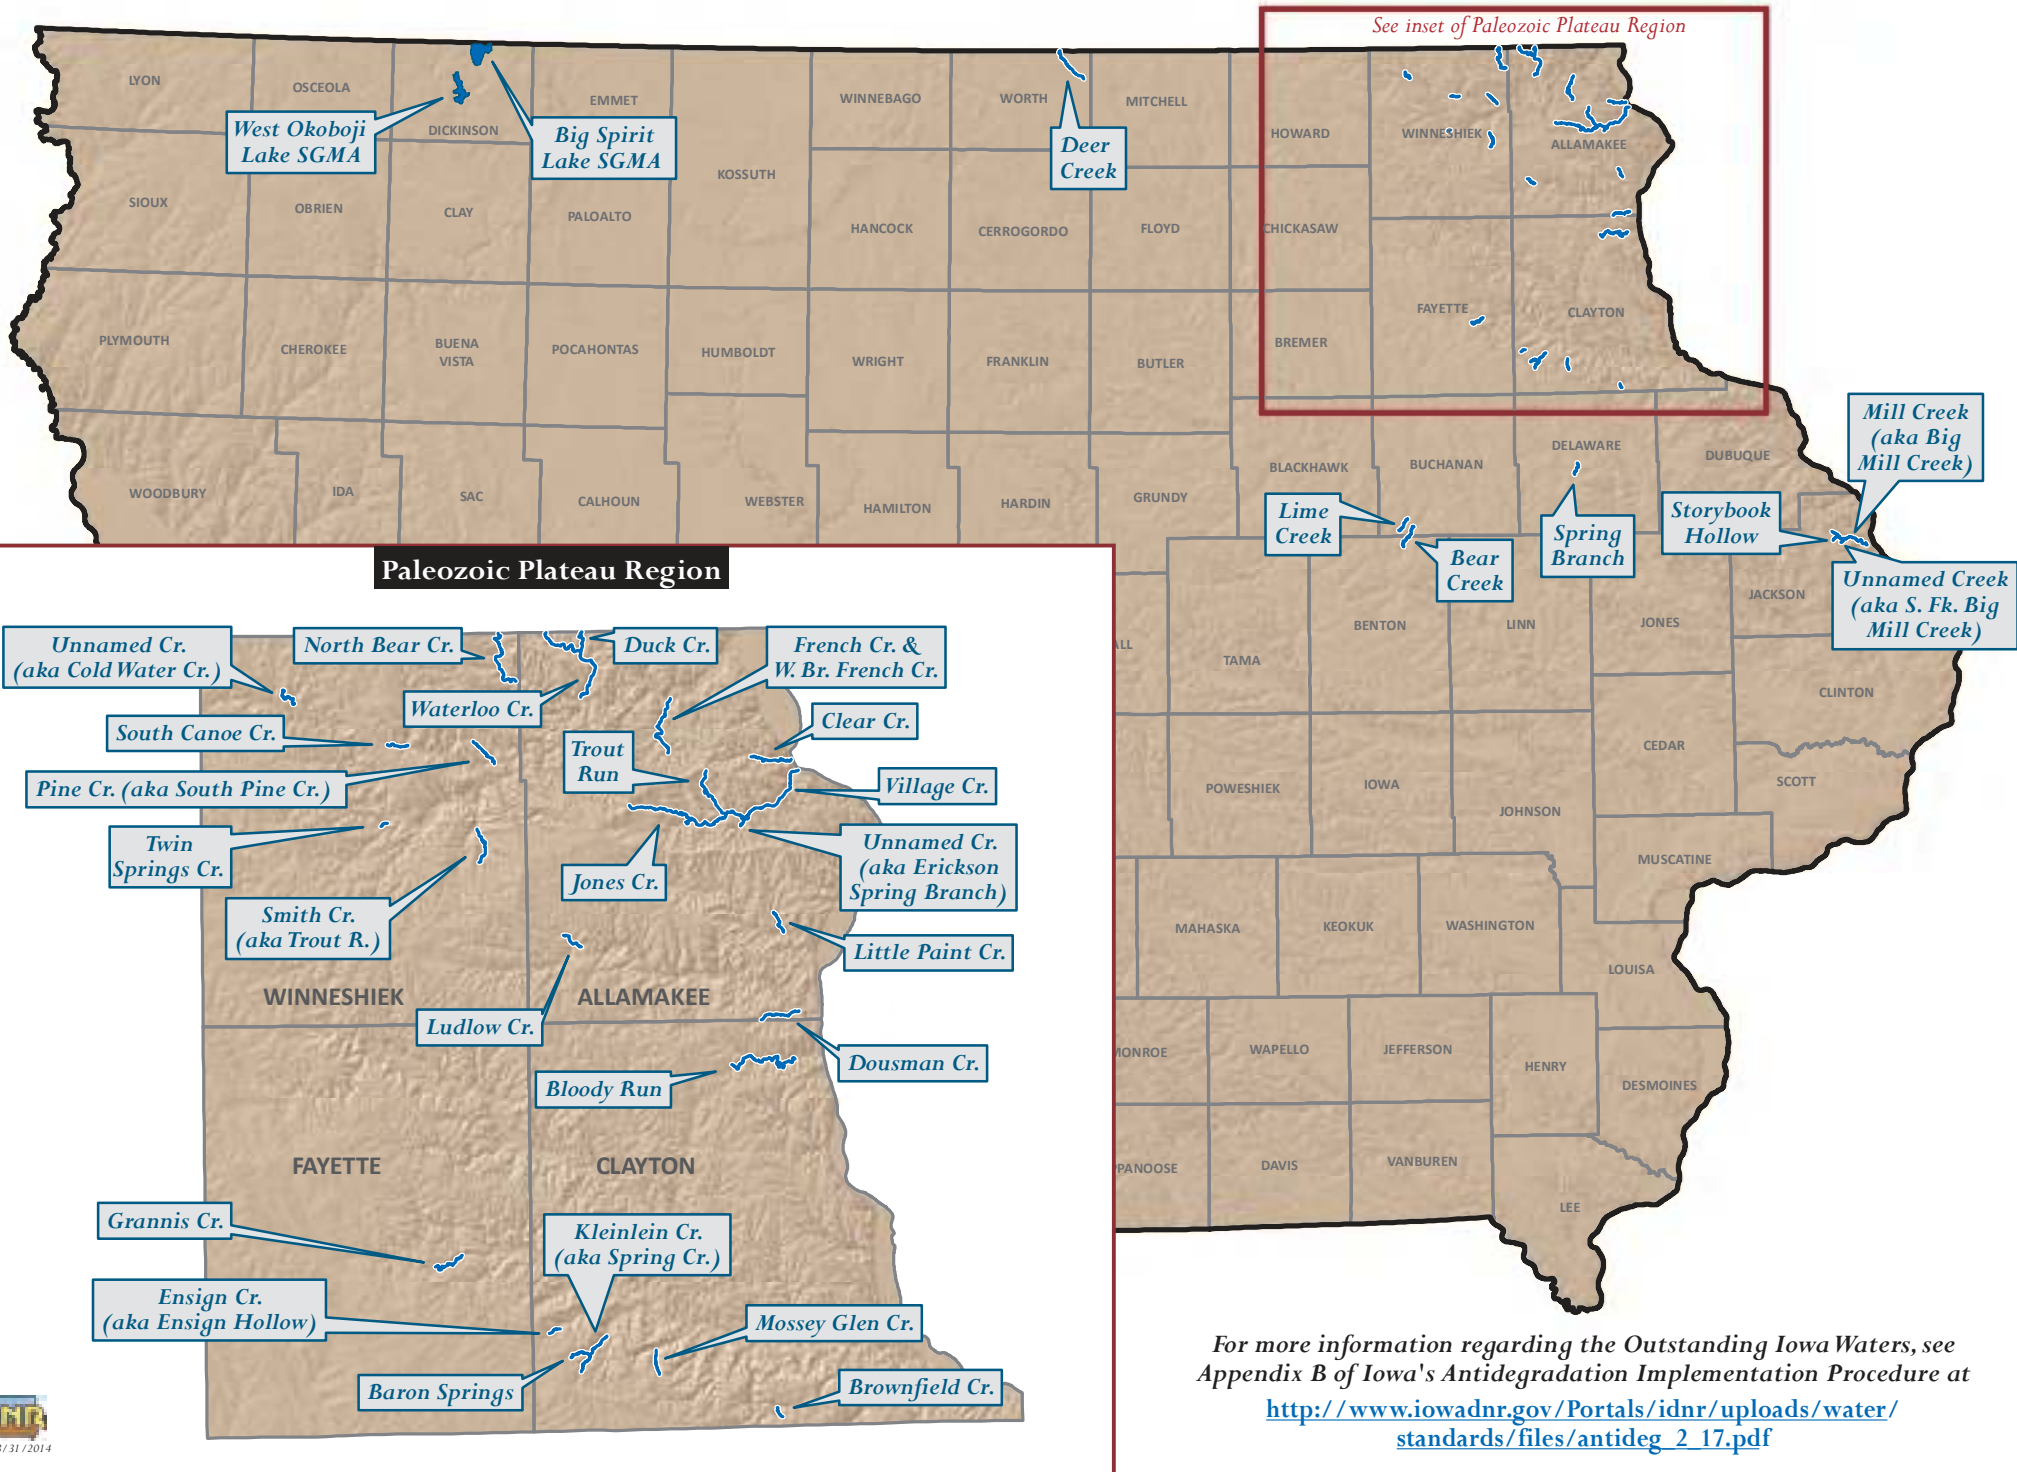 See inset of Paleozoic Plateau Region
LYON
OSCEOLA
DICKINSON
EMMET
KOSSUTH
WINNEBAGO
WORTH
MITCHELL
HOWARD
WINNESHIEK
ALLAMAKEE
West Okoboji
Lake SGMA
Big Spirit
Lake SGMA
Deer
Creek
SIOUX
OBRIEN
CLAY
PALOALTO
HANCOCK
CERROGORDO
FLOYD
CHICKASAW
FAYETTE
CLAYTON
PLYMOUTH
CHEROKEE
BUENA
VISTA
POCAHONTAS
HUMBOLDT
WRIGHT
FRANKLIN
BUTLER
BREMER
WOODBURY
IDA
SAC
CALHOUN
WEBSTER
HAMILTON
HARDIN
GRUNDY
BLACKHAWK
BUCHANAN
DELAWARE
DUBUQUE
Mill Creek
(aka Big
Mill Creek)
Lime
Creek
Bear
Creek
Spring
Branch
Storybook
Hollow
Unnamed Creek
(aka S. Fk. Big
Mill Creek)
JACKSON
ALL
TAMA
BENTON
LINN
JONES
CLINTON
CEDAR
SCOTT
POWESHIEK
IOWA
JOHNSON
MUSCATINE
MAHASKA
KEOKUK
WASHINGTON
LOUISA
MONROE
WAPELLO
JEFFERSON
HENRY
DESMOINES
PPANOOSE
DAVIS
VANBUREN
LEE
Paleozoic Plateau Region
Unnamed Cr.
(aka Cold Water Cr.)
North Bear Cr.
Duck Cr.
French Cr. &
W. Br. French Cr.
Waterloo Cr.
South Canoe Cr.
Clear Cr.
Trout
Run
Pine Cr. (aka South Pine Cr.)
Village Cr.
Twin
Springs Cr.
Jones Cr.
Unnamed Cr.
(aka Erickson
Spring Branch)
Smith Cr.
(aka Trout R.)
Little Paint Cr.
WINNESHIEK
ALLAMAKEE
Ludlow Cr.
Dousman Cr.
Bloody Run
FAYETTE
CLAYTON
Grannis Cr.
Kleinlein Cr.
(aka Spring Cr.)
Ensign Cr.
(aka Ensign Hollow)
Mossey Glen Cr.
Baron Springs
Brownfield Cr.
For more information regarding the Outstanding Iowa Waters, see
Appendix B of Iowa's Antidegradation Implementation Procedure at
http://www.iowadnr.gov/Portals/idnr/uploads/water/
standards/files/antideg_2_17.pdf
NR
/31/2014